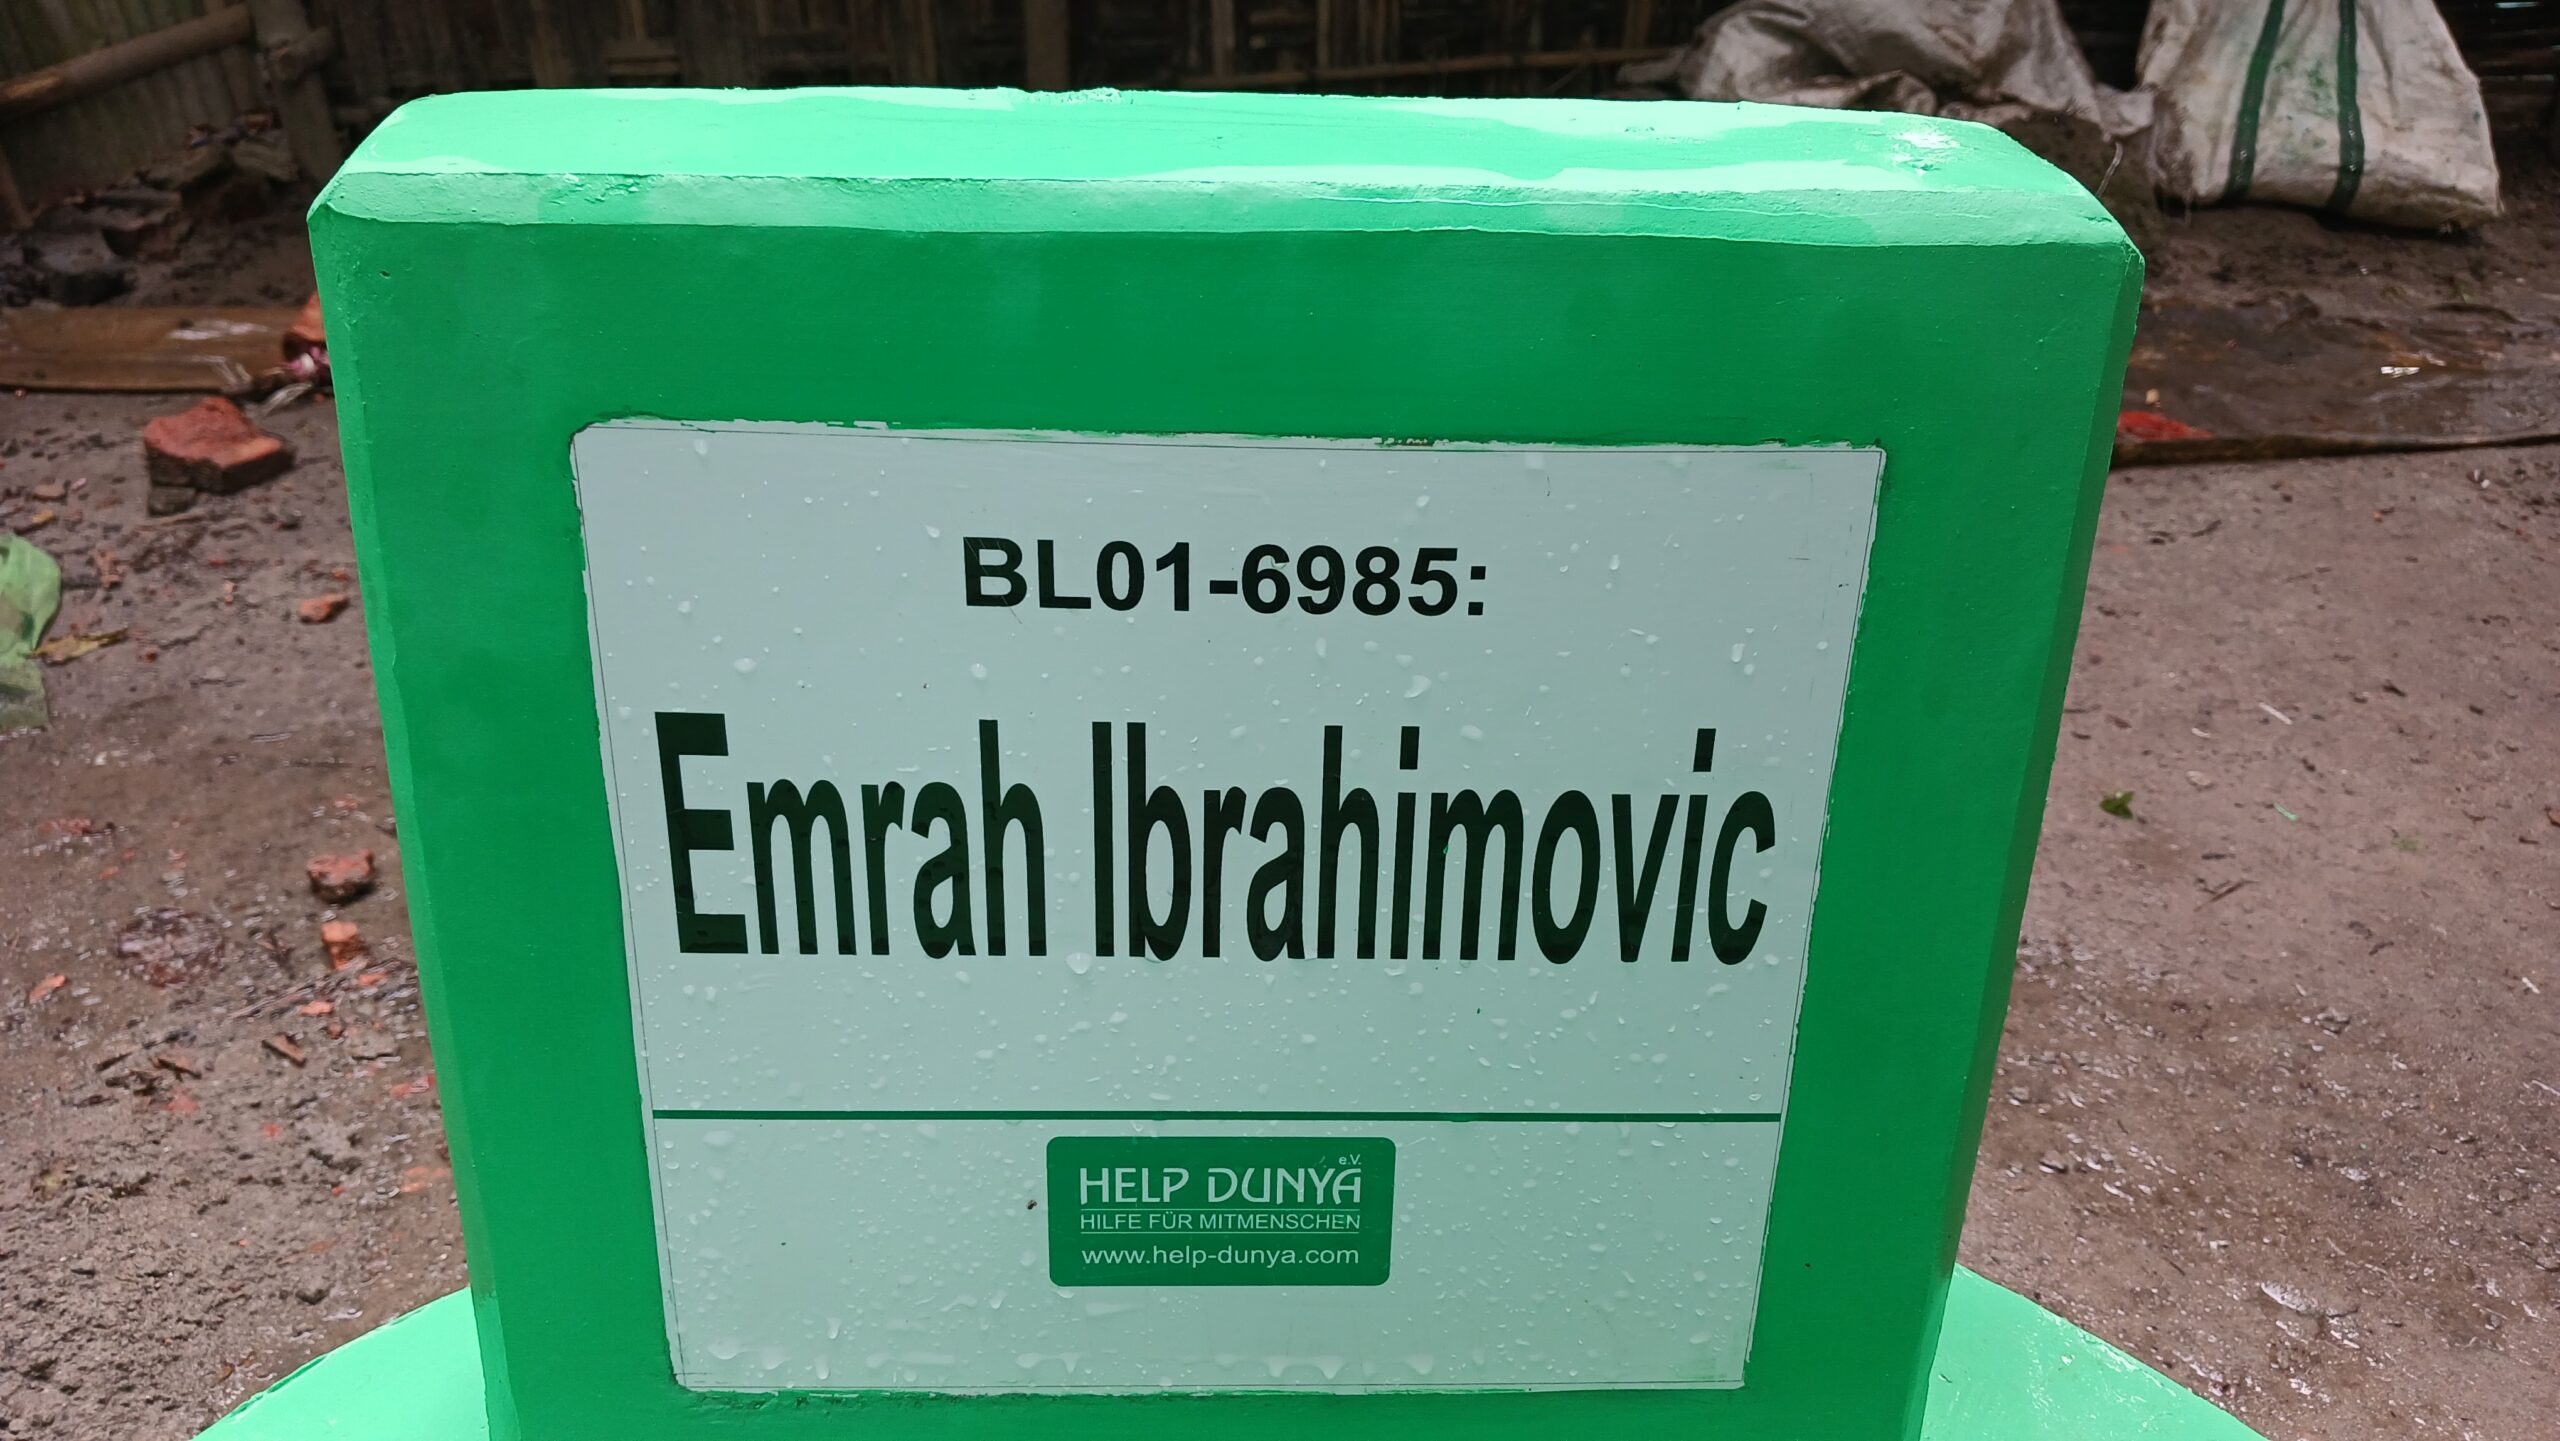 BL01-6985:
Emrah Ibrahimovic
HELP DUNYA e.V.
HILFE FÜR MITMENSCHEN
www.help-dunya.com